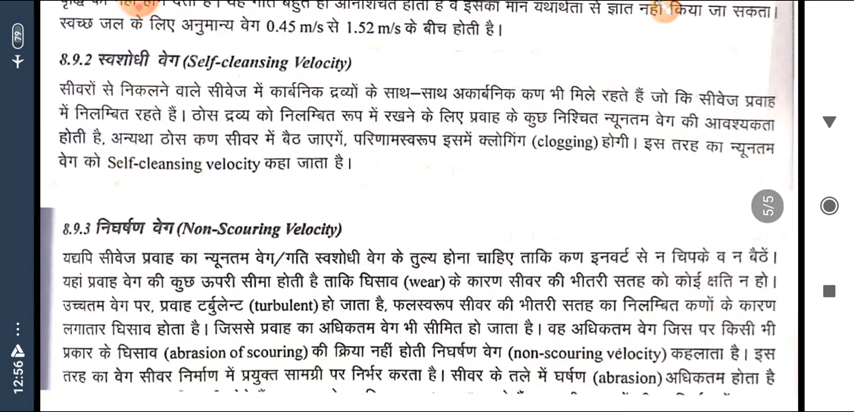 वृद्धि
स्वच्छ जल के लिए अनुमान्य वेग 0.45 m/s से 1.52 m/s के बीच होती है।
8.9.2 स्वशोधी वेग (Self-cleansing Velocity)
सीवरों से निकलने वाले सीवेज में कार्बनिक द्रव्यों के साथ-साथ अकार्बनिक कण भी मिले रहते हैं जो कि सीवेज प्रवाह
में निलम्बित रहते हैं। ठोस द्रव्य को निलम्बित रूप में रखने के लिए प्रवाह के कुछ निश्चित न्यूनतम वेग की आवश्यकता
होती है, अन्यथा ठोस कण सीवर में बैठ जाएगें, परिणामस्वरूप इसमें क्लोगिंग (clogging) होगी। इस तरह का न्यूनतम
वेग को Self-cleansing velocity कहा जाता है।
5/5
8.9.3 निघर्षण वेग (Non-Scouring Velocity)
यद्यपि सीवेज प्रवाह का न्यूनतम वेग/गति स्वशोधी वेग के तुल्य होना चाहिए ताकि कण इनवर्ट से न चिपके व न बैठें।
यहां प्रवाह वेग की कुछ ऊपरी सीमा होती है ताकि घिसाव (wear) के कारण सीवर की भीतरी सतह को कोई क्षति न हो।
उच्चतम वेग पर, प्रवाह टर्बुलेन्ट (turbulent) हो जाता है, फलस्वरूप सीवर की भीतरी सतह का निलम्बित कणों के कारण
लगातार घिसाव होता है। जिससे प्रवाह का अधिकतम वेग भी सीमित हो जाता है। वह अधिकतम वेग जिस पर किसी भी
प्रकार के घिसाव (abrasion of scouring) की क्रिया नहीं होती निघर्षण वेग (non-scouring velocity) कहलाता है। इस
तरह का वेग सीवर निर्माण में प्रयुक्त सामग्री पर निर्भर करता है। सीवर के तले में घर्षण (abrasion) अधिकतम होता है
12:56
79